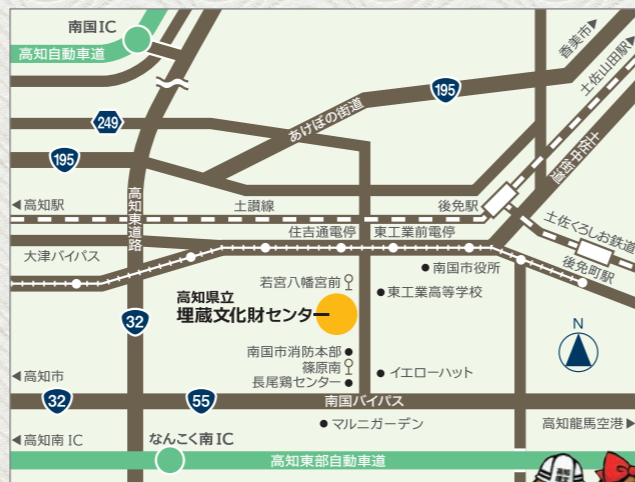 南国IC
高知自動車道
香美市▶
土佐山田駅▶
195
あけぼの街道
249
195
土佐中街道
◀高知駅
高知東道路
土讃線
後免駅
住吉通電停
東工業前電停
土佐くろしお鉄道
大津バイパス
後免町駅
南国市役所
若宮八幡宮前
東工業高等学校
高知県立
埋蔵文化財センター
32
N
南国市消防本部
篠原南
◀高知市
イエローハット
長尾鶏センター
32
55
南国バイパス
マルニガーデン
高知龍馬空港▶
◀高知南IC
なんこく南IC
高知東部自動車道